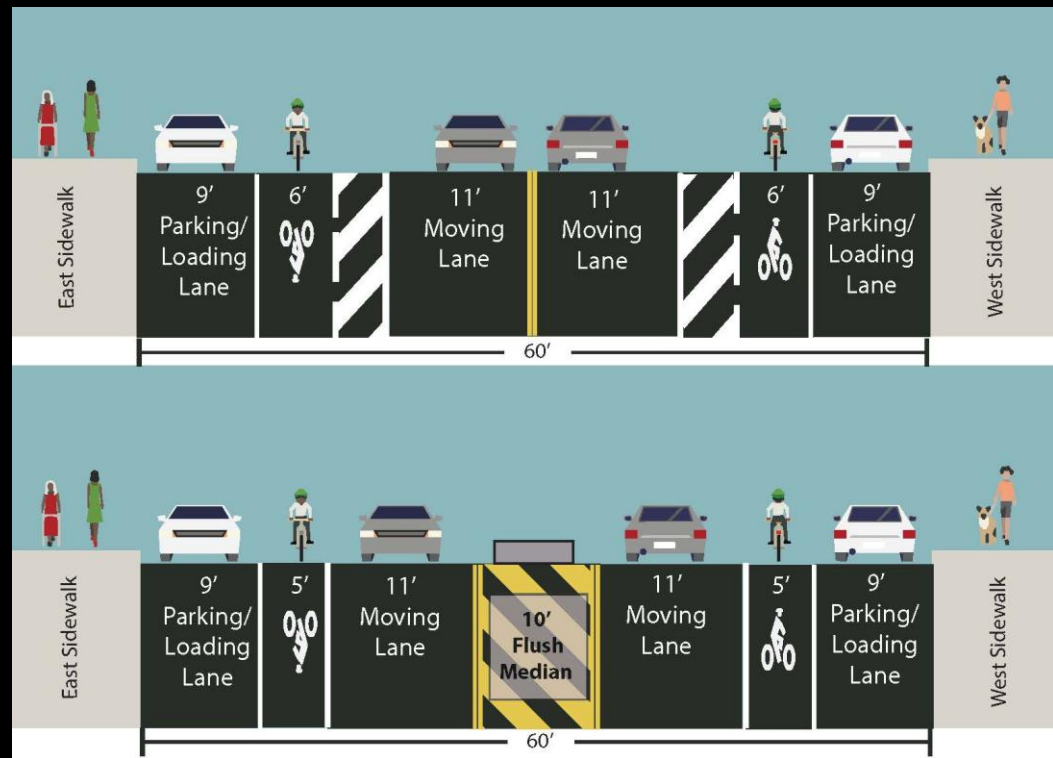 East Sidewalk
9’
Parking/
Loading
Lane
6’
11’
Moving
Lane
11’
Moving
Lane
6’
9’
Parking/
Loading
Lane
West Sidewalk
60’
East Sidewalk
9’
Parking/
Loading
Lane
5’
11’
Moving
Lane
10’
Flush
Median
11’
Moving
Lane
5’
9’
Parking/
Loading
Lane
West Sidewalk
60’